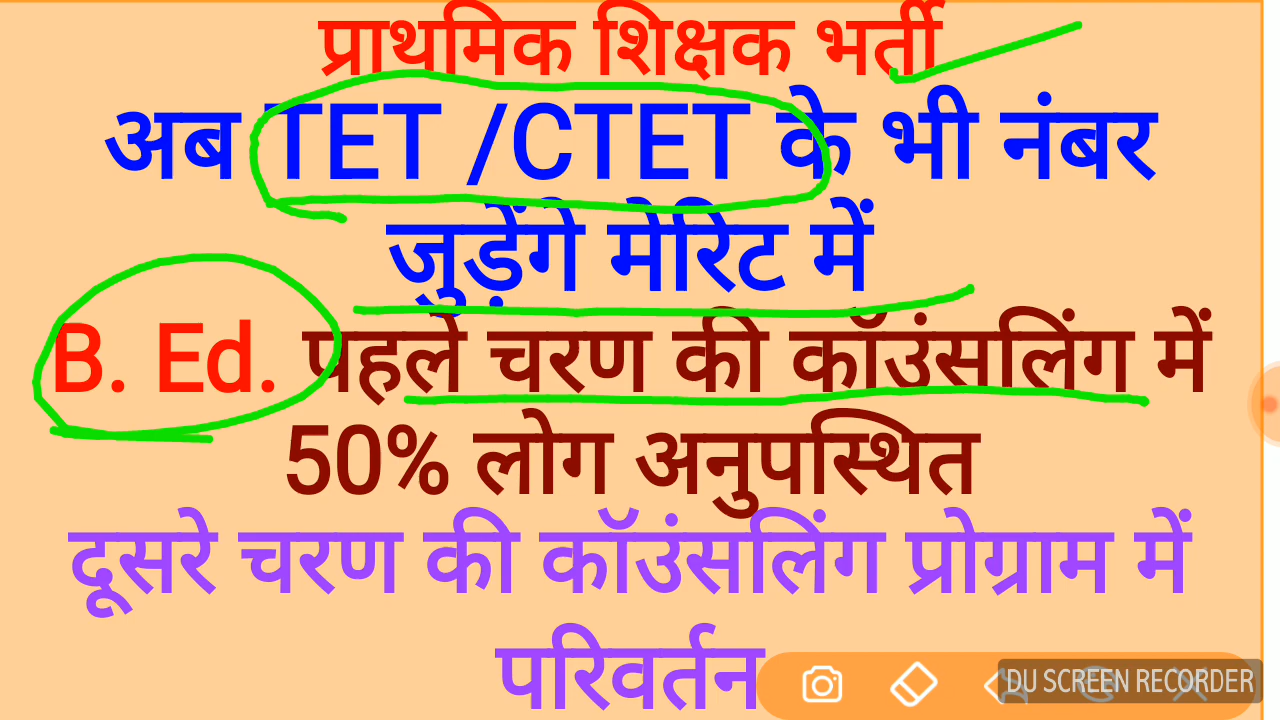 प्राथमिक शिक्षक भर्ती
अब TET /CTET के भी नंबर
जुड़ेंगे मेरिट में
B. Ed. पहले चरण की कॉउंसलिंग में
50% लोग अनुपस्थित
दूसरे चरण की कॉउंसलिंग प्रोग्राम में
परिवर्तन
DU SCREEN RECORDER